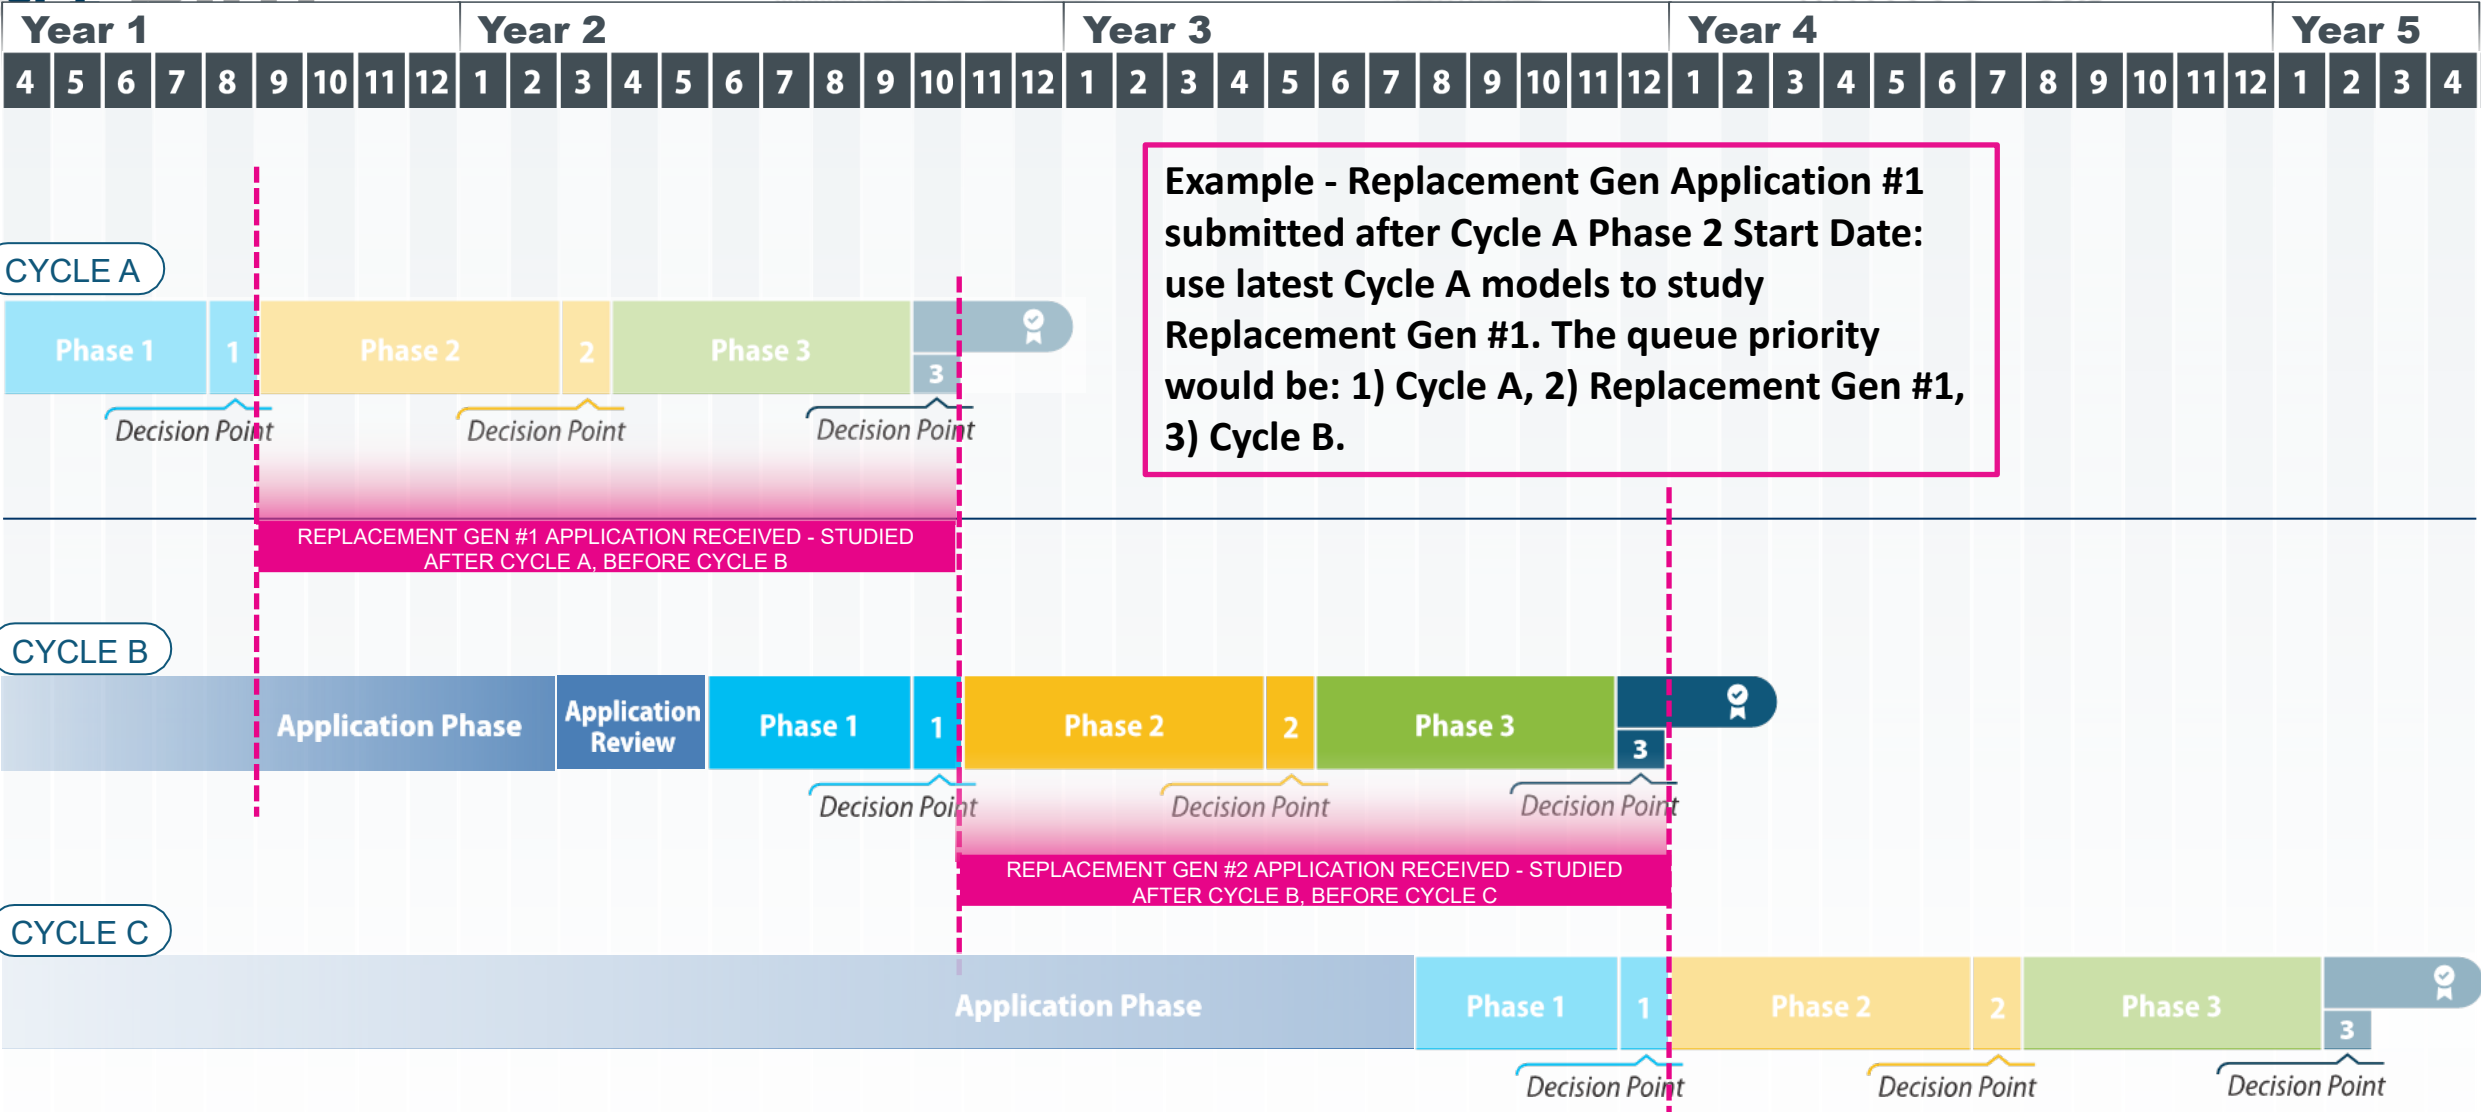 Year 1 Year 2 Year 3 Year 4 Year 5
4 5 6 7 8 9 10 11 12 1 2 3 4 5 6 7 8 9 10 11 12 1 2 3 4 5 6 7 8 9 10 11 12 1 2 3 4 5 6 7 8 9 10 11 12 1 2 3 4
Example - Replacement Gen Application #1
submitted after Cycle A Phase 2 Start Date:
use latest Cycle A models to study
Replacement Gen #1. The queue priority
would be: 1) Cycle A, 2) Replacement Gen #1,
3) Cycle B.
CYCLE A
Phase 1 1 Phase 2 2 Phase 3 3
Decision Point Decision Point Decision Point
REPLACEMENT GEN #1 APPLICATION RECEIVED - STUDIED
AFTER CYCLE A, BEFORE CYCLE B
CYCLE B
Application Phase
Application
Review
Phase 1 1 Phase 2 2 Phase 3 3
Decision Point Decision Point Decision Point
REPLACEMENT GEN #2 APPLICATION RECEIVED - STUDIED
AFTER CYCLE B, BEFORE CYCLE C
CYCLE C
Application Phase Phase 1 1 Phase 2 2 Phase 3 3
Decision Point Decision Point Decision Point